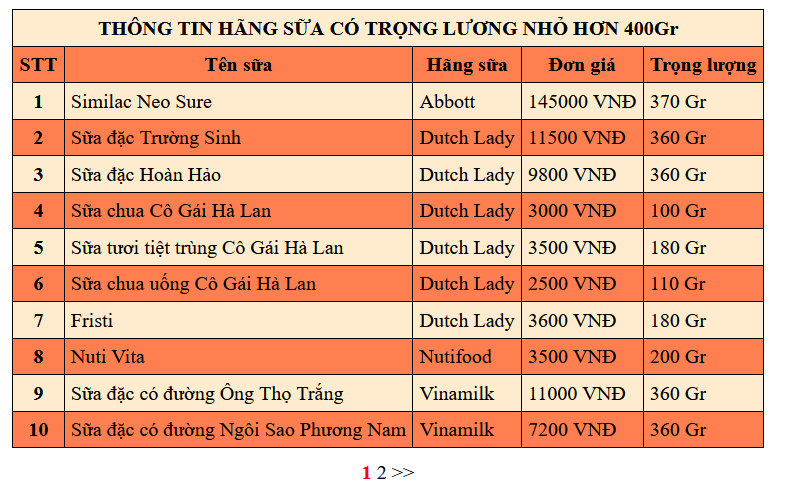 THÔNG TIN HÃNG SỮA CÓ TRỌNG LƯƠNG NHỎ HƠN 400Gr
STT Tên sữa Hãng sữa Đơn giá Trọng lượng
1 Similac Neo Sure Abbott 145000 VNĐ 370 Gr
2 Sữa đặc Trường Sinh Dutch Lady 11500 VNĐ 360 Gr
3 Sữa đặc Hoàn Hảo Dutch Lady 9800 VNĐ 360 Gr
4 Sữa chua Cô Gái Hà Lan Dutch Lady 3000 VNĐ 100 Gr
5 Sữa tươi tiệt trùng Cô Gái Hà Lan Dutch Lady 3500 VNĐ 180 Gr
6 Sữa chua uống Cô Gái Hà Lan Dutch Lady 2500 VNĐ 110 Gr
7 Fristi Dutch Lady 3600 VNĐ 180 Gr
8 Nuti Vita Nutifood 3500 VNĐ 200 Gr
9 Sữa đặc có đường Ông Thọ Trắng Vinamilk 11000 VNĐ 360 Gr
10 Sữa đặc có đường Ngôi Sao Phương Nam Vinamilk 7200 VNĐ 360 Gr
1 2 >>